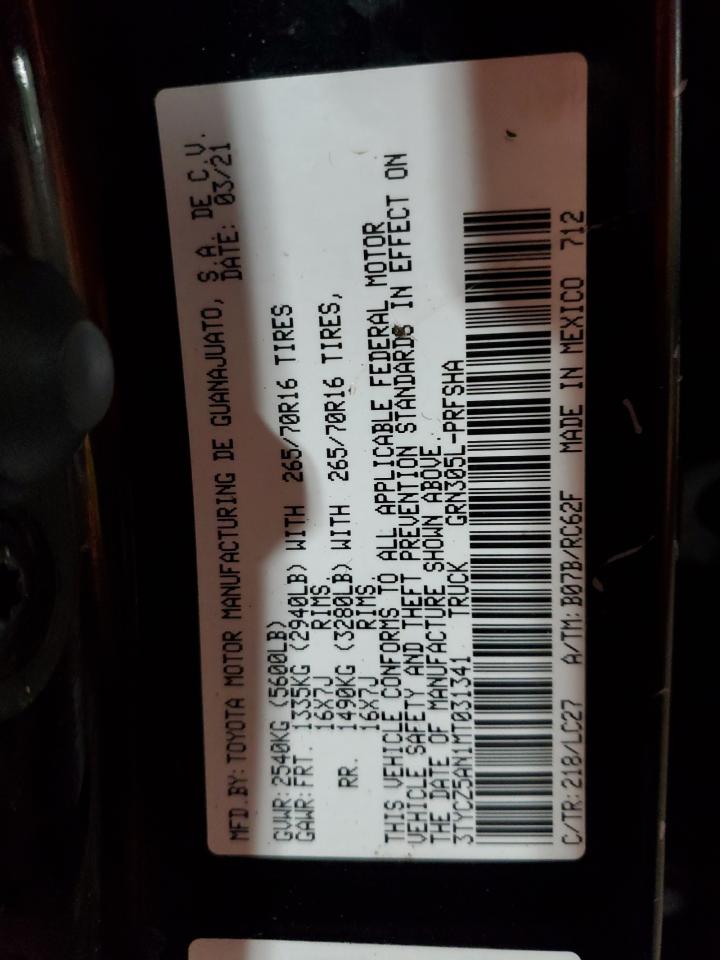 MFD.BY:TOYOTA MOTOR MANUFACTURING DE GUANAJUATO, S.A. DE C.V.
DATE: 03/21
GVWR:2540KG (5600LB)
GAWR:FRT. 1335KG (2940LB) WITH 265/70R16 TIRES
16X7J RIMS
RR. 1490KG (3280LB) WITH 265/70R16 TIRES,
16X7J RIMS.
THIS VEHICLE CONFORMS TO ALL APPLICABLE FEDERAL MOTOR
VEHICLE SAFETY AND THEFT PREVENTION STANDARDS IN EFFECT ON
THE DATE OF MANUFACTURE SHOWN ABOVE.
3TYCZ5AN1MT031341 TRUCK GRN305L-PRFSHA
C/TR:218/LC27 A/TM:B07B/RC62F MADE IN MEXICO 712